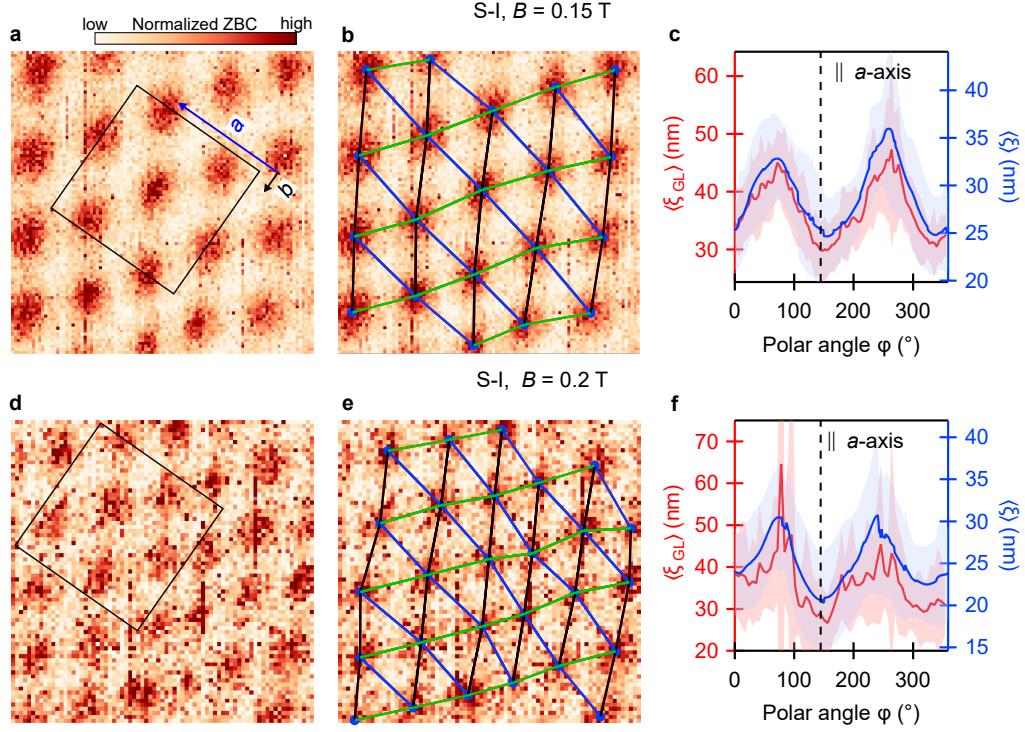 S-I, B = 0.15 T
a
low Normalized ZBC high
a
b
b
c
|| a-axis
⟨ξGL⟩ (nm)
60
50
40
30
⟨ξ⟩ (nm)
40
35
30
25
20
0 100 200 300
Polar angle φ (°)
S-I, B = 0.2 T
d
e
f
|| a-axis
⟨ξGL⟩ (nm)
70
60
50
40
30
20
⟨ξ⟩ (nm)
40
35
30
25
20
15
0 100 200 300
Polar angle φ (°)